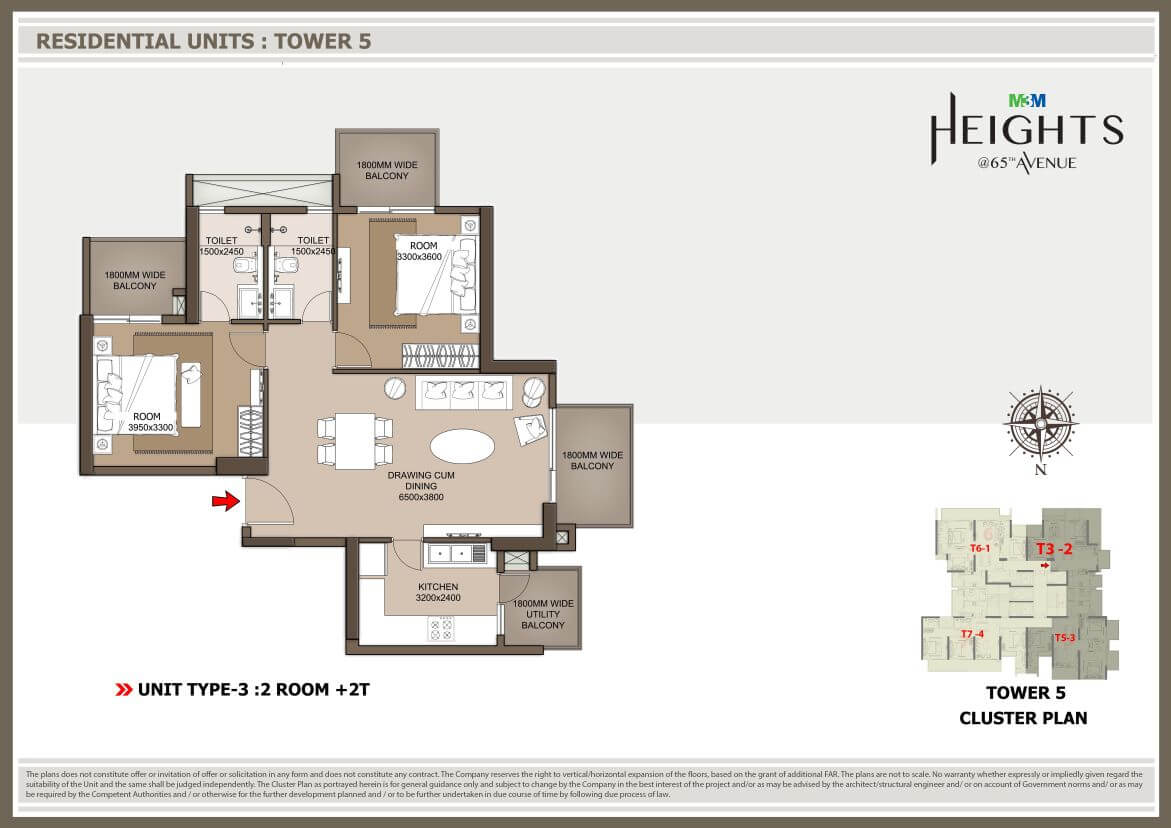 RESIDENTIAL UNITS : TOWER 5
M3M
HEIGHTS
@65TH AVENUE
1800MM WIDE
BALCONY
TOILET
1500x2450
TOILET
1500x2450
ROOM
3300x3600
1800MM WIDE
BALCONY
ROOM
3950x3300
1800MM WIDE
BALCONY
DRAWING CUM
DINING
6500x3800
KITCHEN
3200x2400
1800MM WIDE
UTILITY
BALCONY
N
T6-1
T3 -2
T7 -4
T5-3
TOWER 5
CLUSTER PLAN
UNIT TYPE-3 :2 ROOM +2T
The plans does not constitute offer or invitation of offer or solicitation in any form and does not constitute any contract. The Company reserves the right to vertical/horizontal expansion of the floors, based on the grant of additional FAR. The plans are not to scale. No warranty whether expressly or impliedly given regard the
suitability of the Unit and the same shall be judged independently. The Cluster Plan as portrayed herein is for general guidance only and subject to change by the Company in the best interest of the project and/or as may be advised by the architect/structural engineer and/ or on account of Government norms and/ or as may
be required by the Competent Authorities and / or otherwise for the further development planned and / or to be further undertaken in due course of time by following due process of law.